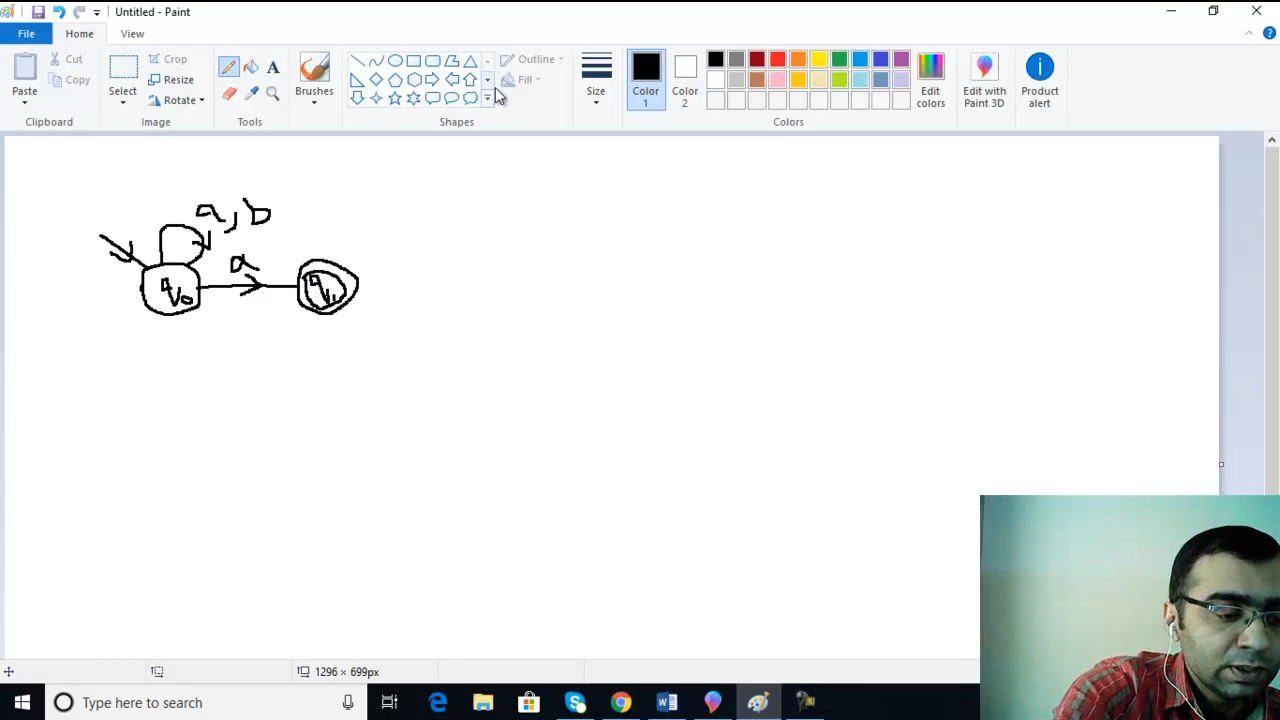 Untitled - Paint
File Home View
Cut
Copy
Paste
Clipboard
Crop
Resize
Rotate
Select
Image
Tools
Brushes
Outline
Fill
Shapes
Size
Color 1
Color 2
Colors
Edit colors
Edit with Paint 3D
Product alert
a, b
a
q0
q1
1296 × 699px
Type here to search